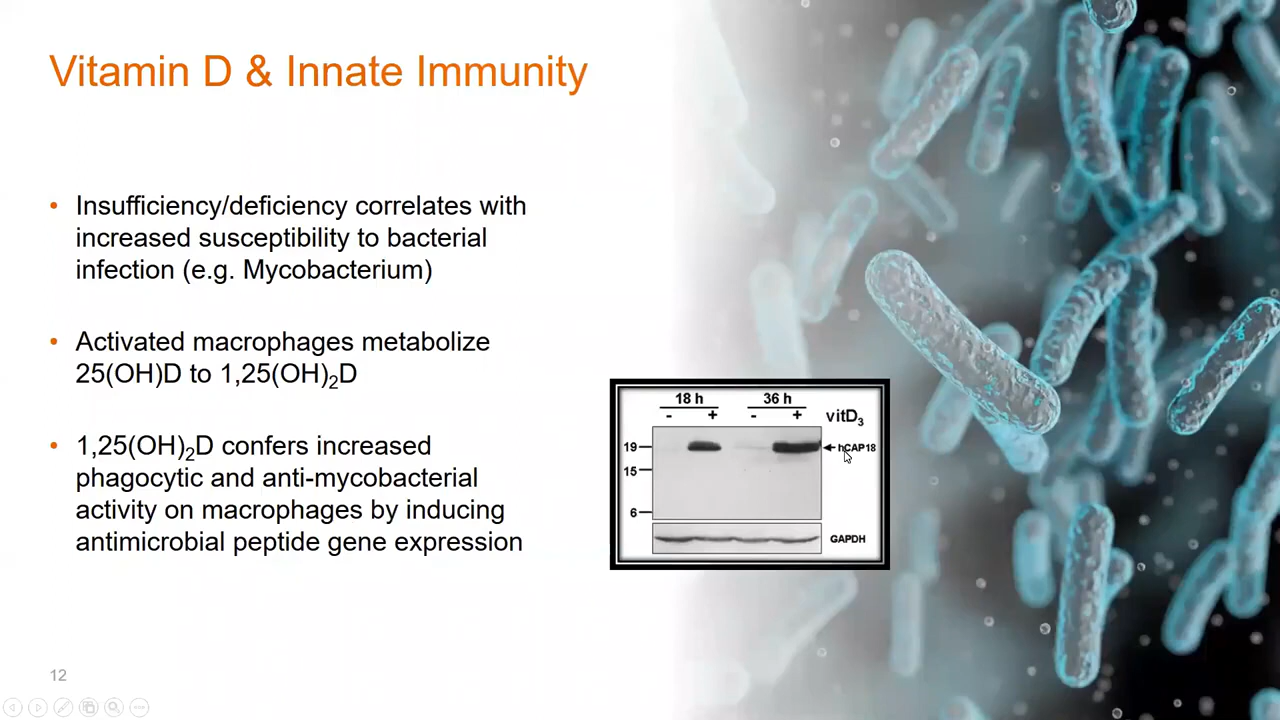 Vitamin D & Innate Immunity
• Insufficiency/deficiency correlates with
increased susceptibility to bacterial
infection (e.g. Mycobacterium)
• Activated macrophages metabolize
25(OH)D to 1,25(OH)₂D
• 1,25(OH)₂D confers increased
phagocytic and anti-mycobacterial
activity on macrophages by inducing
antimicrobial peptide gene expression
18 h 36 h
- + - + vitD₃
19 hCAP18
15
6
GAPDH
12